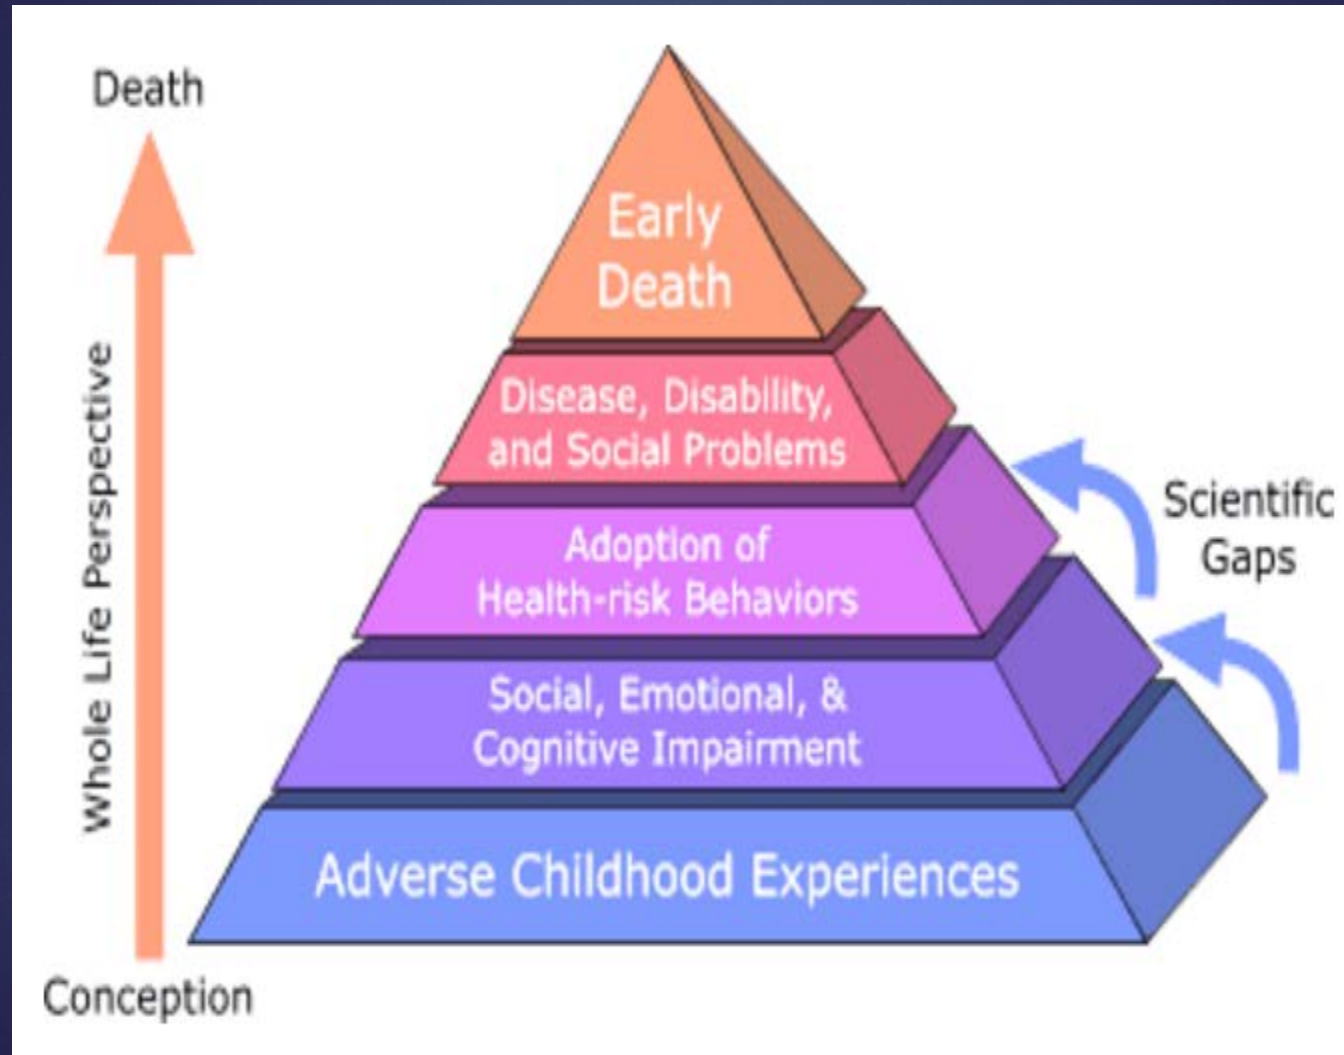 Death
Whole Life Perspective
Conception
Early
Death
Disease, Disability,
and Social Problems
Adoption of
Health-risk Behaviors
Social, Emotional, &
Cognitive Impairment
Adverse Childhood Experiences
Scientific
Gaps